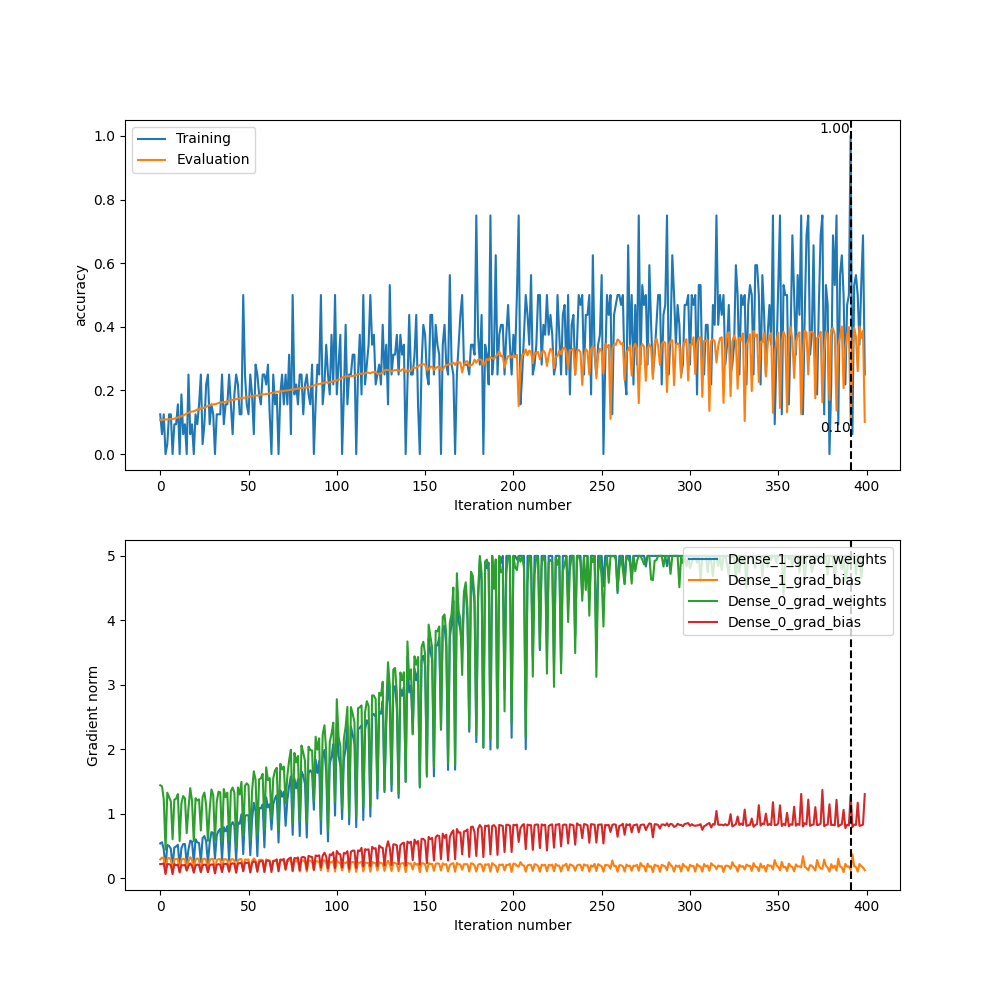 1.00
1.0
Training
Evaluation
0.8
0.6
accuracy
0.4
0.2
0.10
0.0
0 50 100 150 200 250 300 350 400
Iteration number
5
Dense_1_grad_weights
Dense_1_grad_bias
Dense_0_grad_weights
Dense_0_grad_bias
4
3
Gradient norm
2
1
0
0 50 100 150 200 250 300 350 400
Iteration number